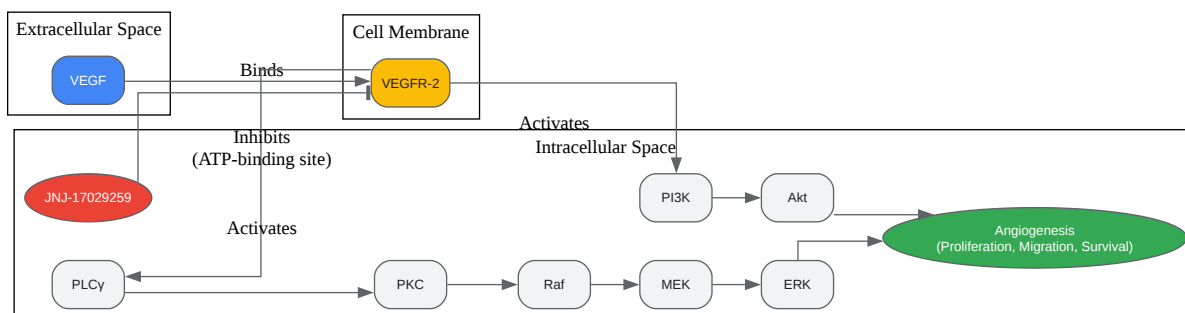 Extracellular Space
Cell Membrane
VEGF
Binds
VEGFR-2
Activates
Inhibits
(ATP-binding site)
Intracellular Space
JNJ-17029259
PI3K
Akt
Activates
Angiogenesis
(Proliferation, Migration, Survival)
PLCγ
PKC
Raf
MEK
ERK